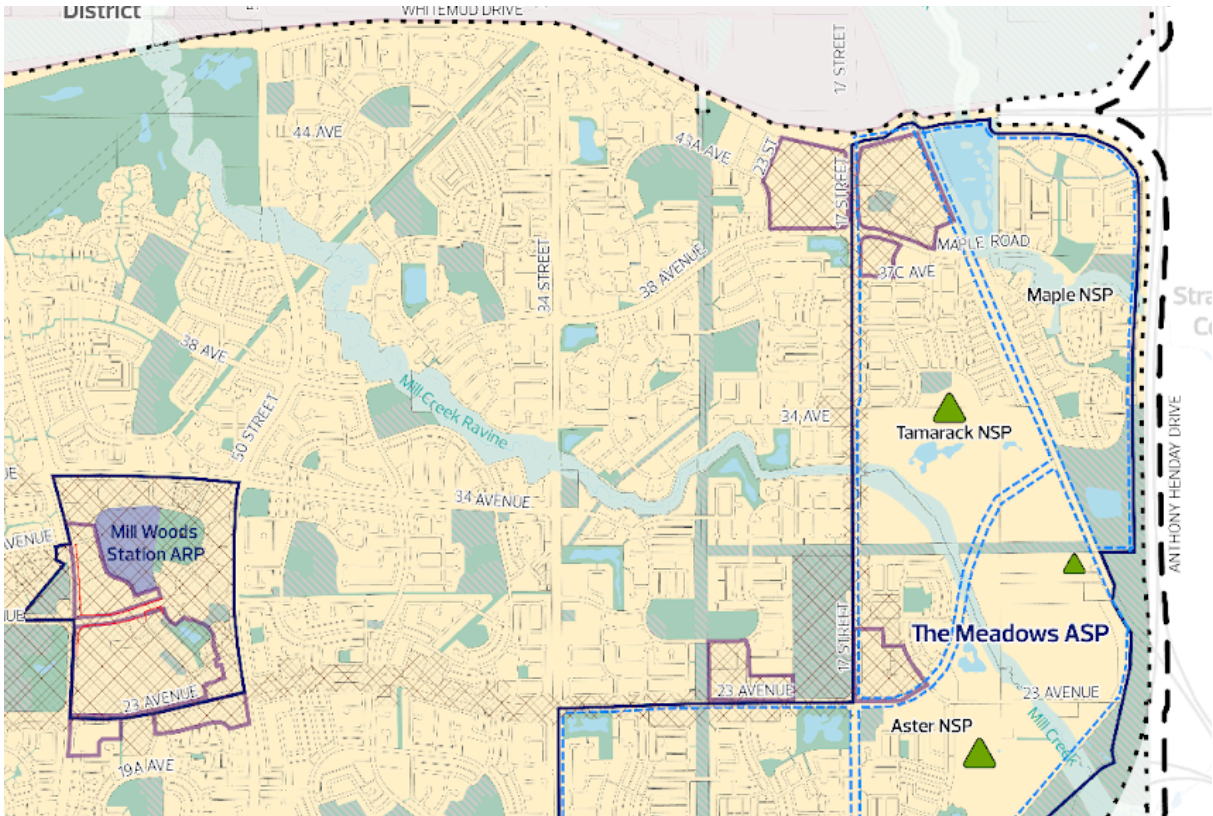 District
WHITEMUD DRIVE
17 STREET
44 AVE
43A AVE
23 ST
17 STREET
MAPLE ROAD
37C AVE
Maple NSP
34 STREET
38 AVENUE
38 AVE
Mill Creek Ravine
50 STREET
34 AVE
Tamarack NSP
ANTHONY HENDAY DRIVE
34 AVENUE
Mill Woods
Station ARP
AVENUE
17 STREET
The Meadows ASP
23 AVENUE
23 AVENUE
23 AVENUE
Aster NSP
Mill Creek
19A AVE